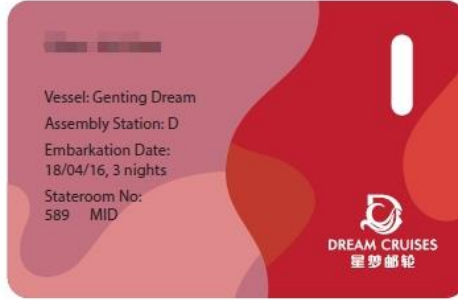 Vessel: Genting Dream
Assembly Station: D
Embarkation Date:
18/04/16, 3 nights
Stateroom No:
589 MID
DREAM CRUISES
星梦邮轮